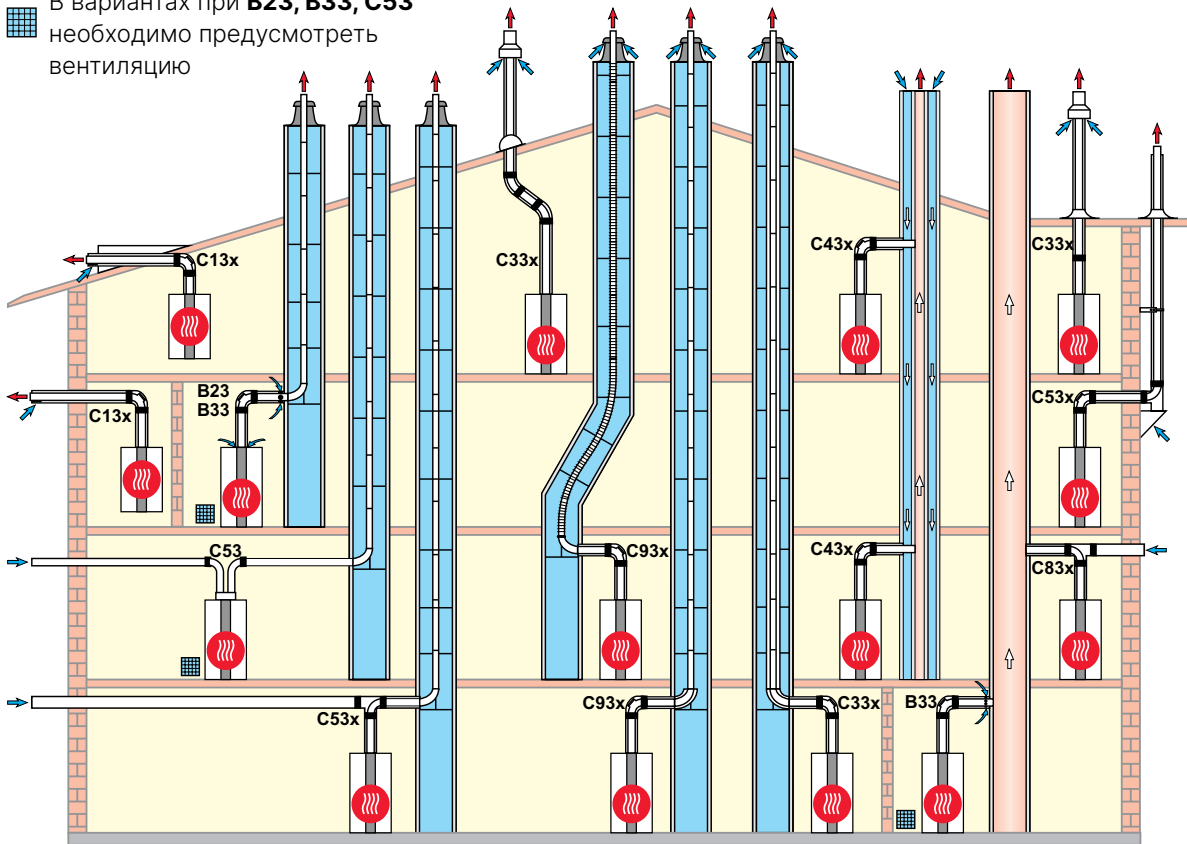 В вариантах при B23, B33, C53
необходимо предусмотреть
вентиляцию
C13x
C33x
C43x
C33x
C13x
B23
B33
C53x
C53
C93x
C43x
C83x
C53x
C93x
C33x
B33